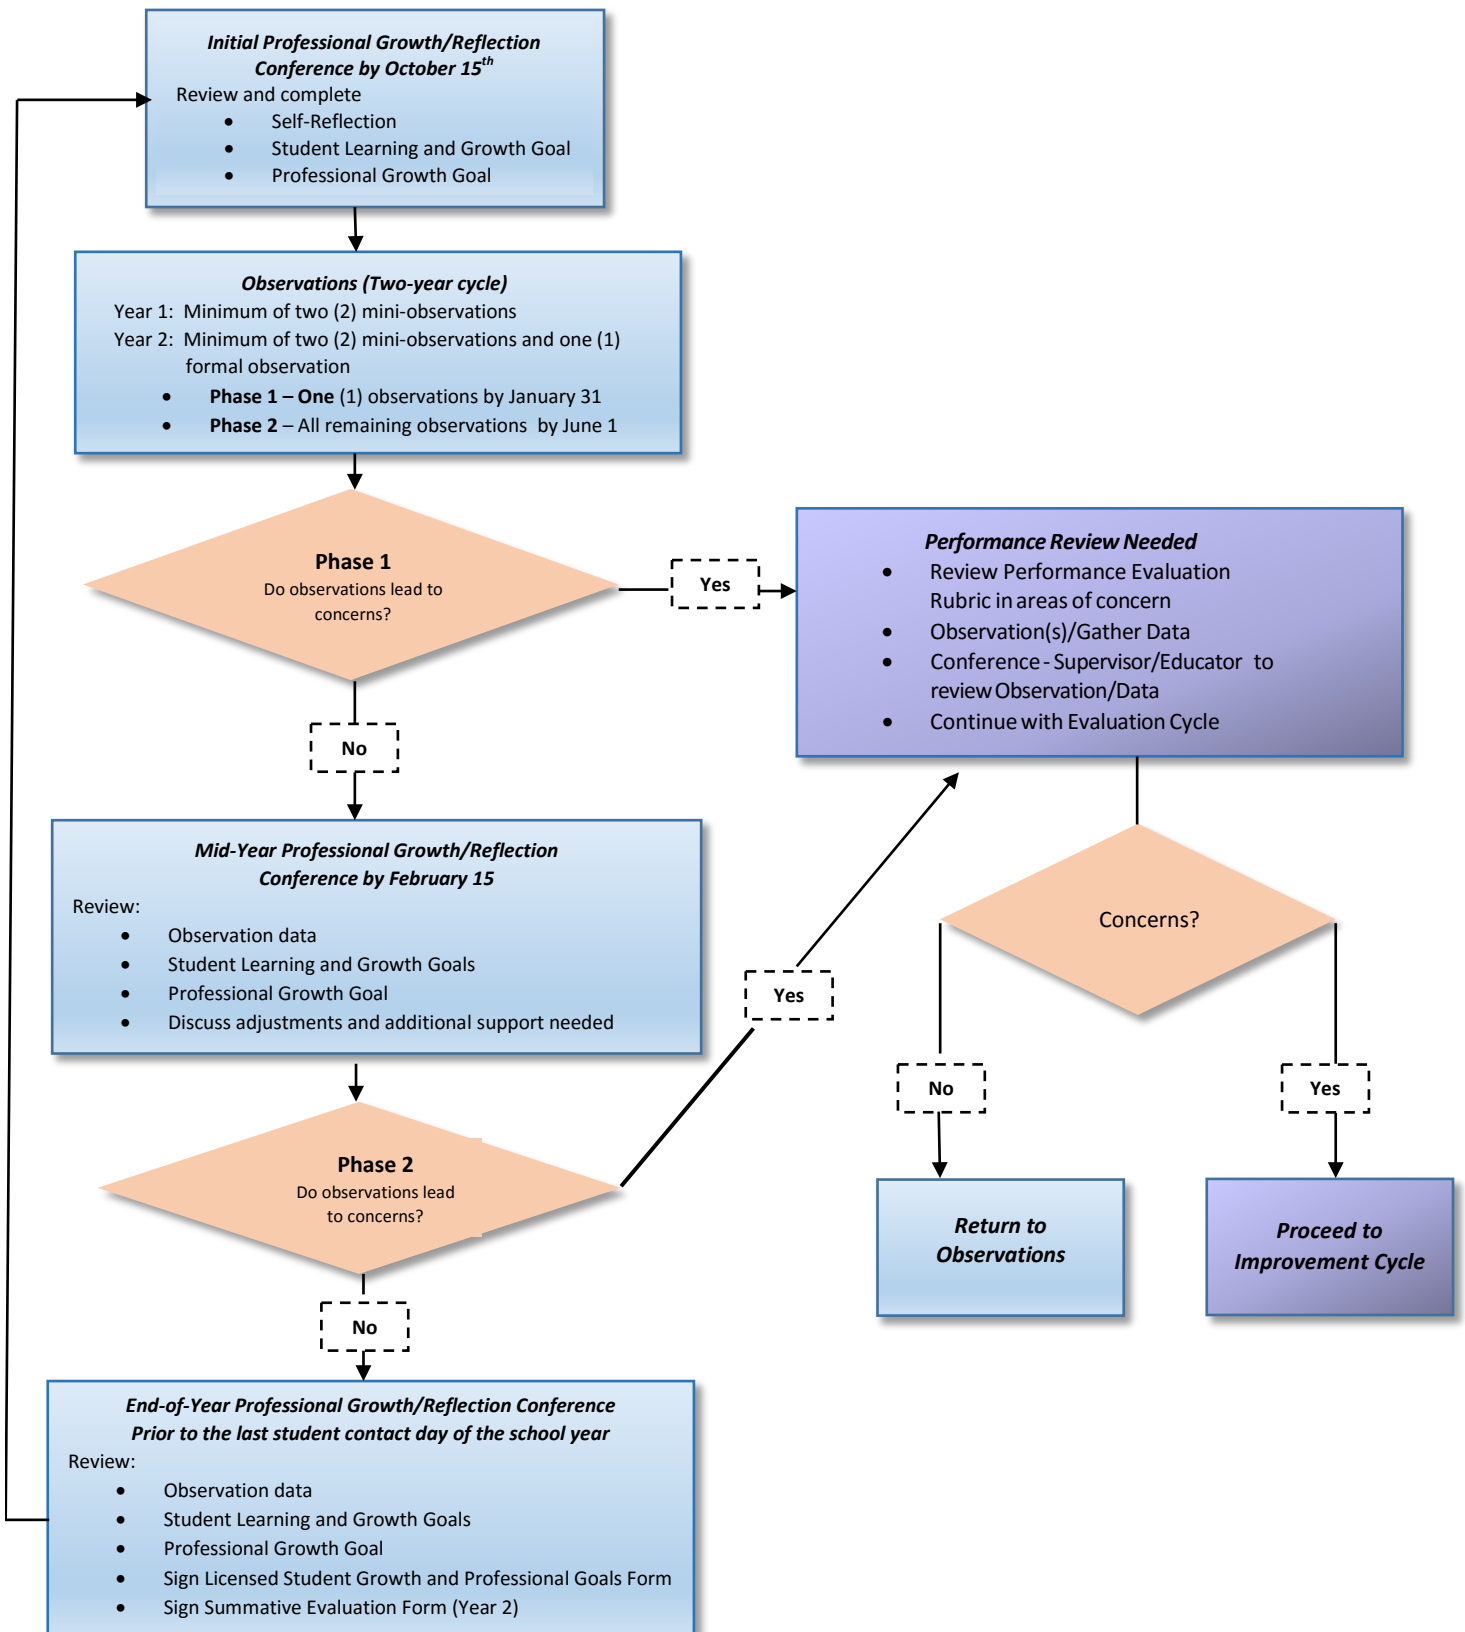 Initial Professional Growth/Reflection
Conference by October 15th
Review and complete
• Self-Reflection
• Student Learning and Growth Goal
• Professional Growth Goal
Observations (Two-year cycle)
Year 1: Minimum of two (2) mini-observations
Year 2: Minimum of two (2) mini-observations and one (1)
formal observation
• Phase 1 – One (1) observations by January 31
• Phase 2 – All remaining observations by June 1
Phase 1
Do observations lead to
concerns?
Yes
No
Performance Review Needed
• Review Performance Evaluation
Rubric in areas of concern
• Observation(s)/Gather Data
• Conference - Supervisor/Educator to
review Observation/Data
• Continue with Evaluation Cycle
Mid-Year Professional Growth/Reflection
Conference by February 15
Review:
• Observation data
• Student Learning and Growth Goals
• Professional Growth Goal
• Discuss adjustments and additional support needed
Yes
Concerns?
No
Yes
Phase 2
Do observations lead
to concerns?
No
Return to
Observations
Proceed to
Improvement Cycle
End-of-Year Professional Growth/Reflection Conference
Prior to the last student contact day of the school year
Review:
• Observation data
• Student Learning and Growth Goals
• Professional Growth Goal
• Sign Licensed Student Growth and Professional Goals Form
• Sign Summative Evaluation Form (Year 2)